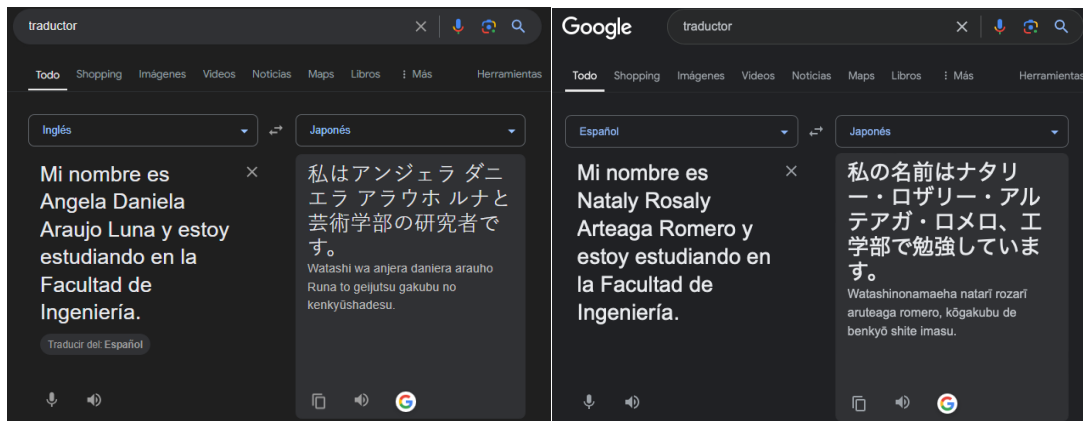 traductor
Todo Shopping Imágenes Videos Noticias Maps Libros Más Herramientas
Inglés Japonés
Mi nombre es
Angela Daniela
Araujo Luna y estoy
estudiando en la
Facultad de
Ingeniería.
Traducir del: Español
私はアンジェラ ダニ
エラ アラウホ ルナと
芸術学部の研究者で
す。
Watashi wa anjera daniera arauho
Runa to geijutsu gakubu no
kenkyūshadesu.
Google traductor
Todo Shopping Imágenes Videos Noticias Maps Libros Más Herramientas
Español Japonés
Mi nombre es
Nataly Rosaly
Arteaga Romero y
estoy estudiando en
la Facultad de
Ingeniería.
私の名前はナタリ
ー・ロザリー・アル
テアガ・ロメロ、工
学部で勉強していま
す。
Watashinonamaeha natarī rozarī
aruteaga romero, kōgakubu de
benkyō shite imasu.